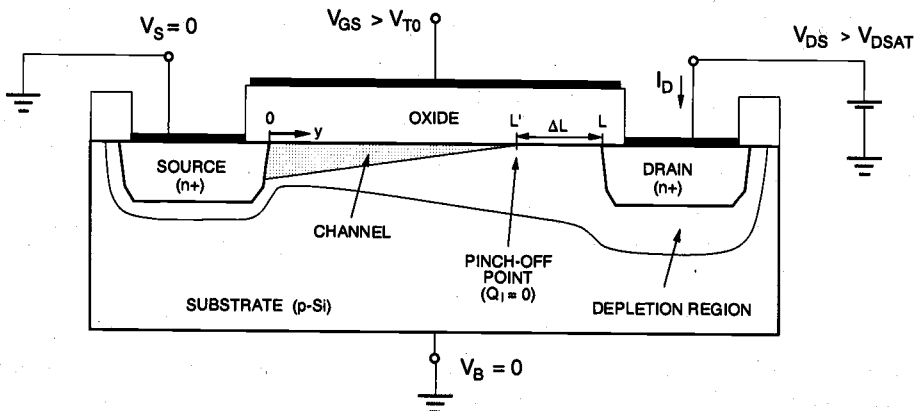 V_S = 0
V_GS > V_T0
V_DS > V_DSAT
I_D
0
y
OXIDE
L'
ΔL
L
SOURCE
(n+)
DRAIN
(n+)
CHANNEL
PINCH-OFF
POINT
(Q_I = 0)
DEPLETION REGION
SUBSTRATE (p-Si)
V_B = 0